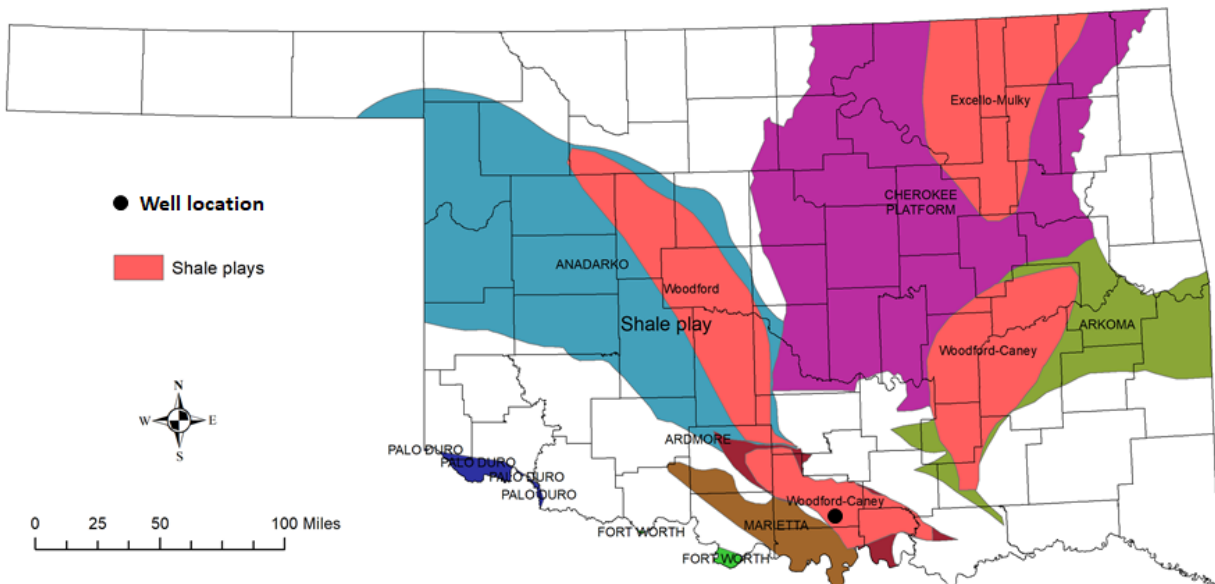 Excello-Mulky
Well location
CHEROKEE
PLATFORM
Shale plays
ANADARKO
Woodford
Shale play
ARKOMA
Woodford-Caney
N
W E
S
ARDMORE
PALO DURO
PALO DURO
PALO DURO
PALO DURO
Woodford-Caney
0 25 50 100 Miles
MARIETTA
FORT WORTH
FORT WORTH